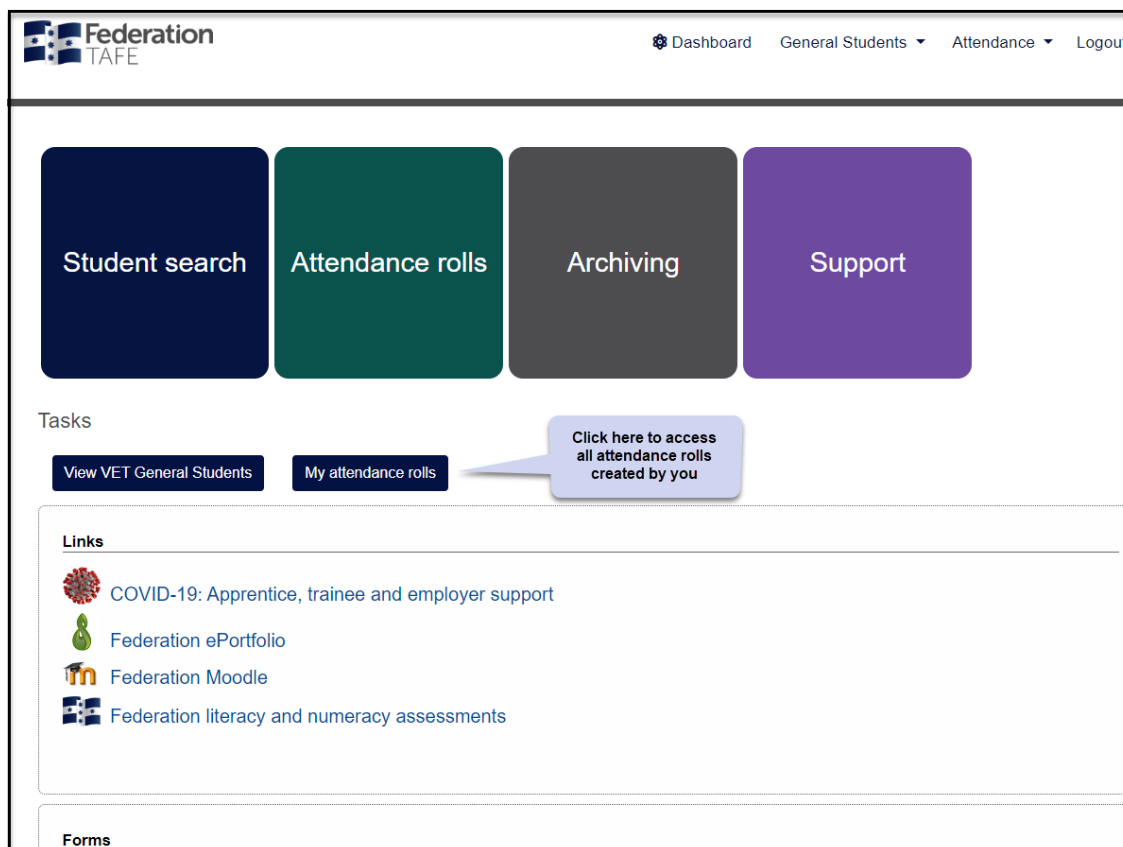 Federation
TAFE
Dashboard General Students Attendance Logout
Student search Attendance rolls Archiving Support
Tasks
Click here to access
all attendance rolls
created by you
View VET General Students My attendance rolls
Links
COVID-19: Apprentice, trainee and employer support
Federation ePortfolio
Federation Moodle
Federation literacy and numeracy assessments
Forms